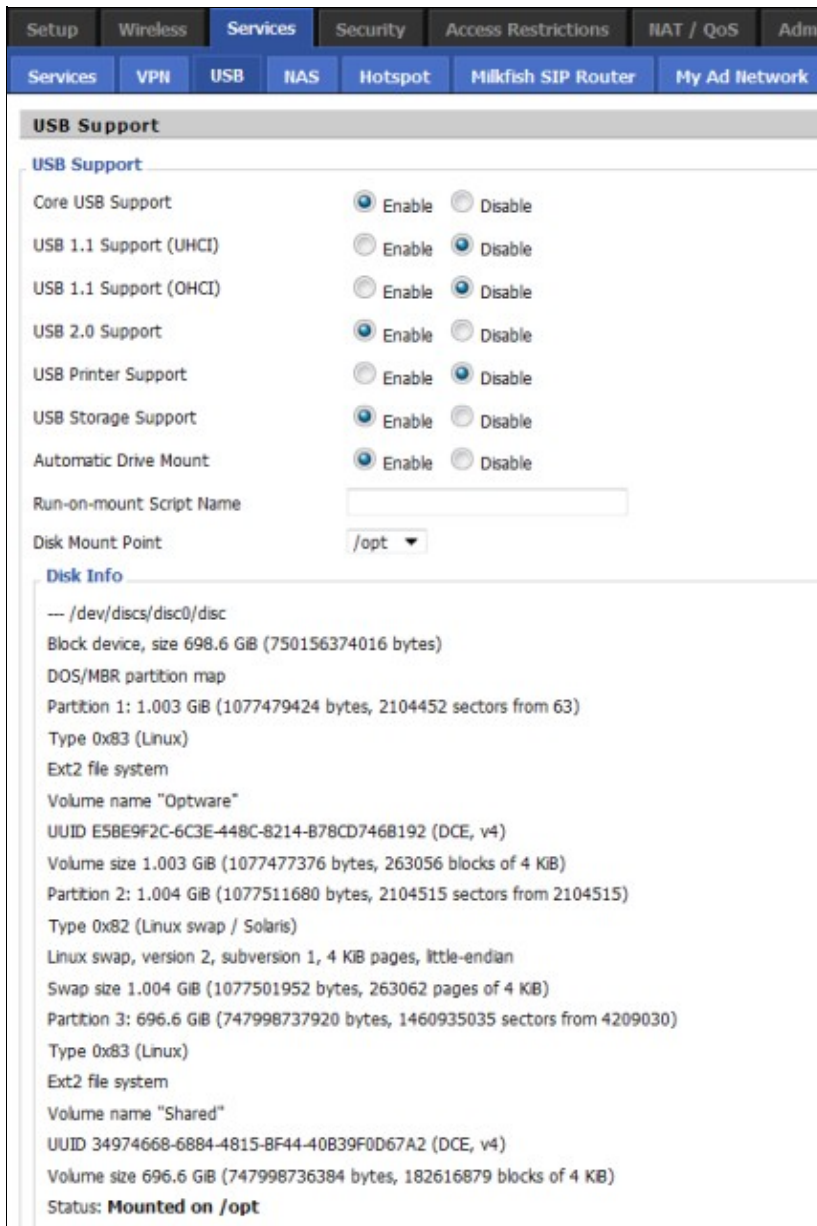 Setup Wireless Services Security Access Restrictions NAT / QoS Adm
Services VPN USB NAS Hotspot Milkfish SIP Router My Ad Network
USB Support
USB Support
Core USB Support Enable Disable
USB 1.1 Support (UHCI) Enable Disable
USB 1.1 Support (OHCI) Enable Disable
USB 2.0 Support Enable Disable
USB Printer Support Enable Disable
USB Storage Support Enable Disable
Automatic Drive Mount Enable Disable
Run-on-mount Script Name
Disk Mount Point /opt
Disk Info
--- /dev/discs/disc0/disc
Block device, size 698.6 GiB (750156374016 bytes)
DOS/MBR partition map
Partition 1: 1.003 GiB (1077479424 bytes, 2104452 sectors from 63)
Type 0x83 (Linux)
Ext2 file system
Volume name "Optware"
UUID E5BE9F2C-6C3E-448C-8214-B78CD7468192 (DCE, v4)
Volume size 1.003 GiB (1077477376 bytes, 263056 blocks of 4 KiB)
Partition 2: 1.004 GiB (1077511680 bytes, 2104515 sectors from 2104515)
Type 0x82 (Linux swap / Solaris)
Linux swap, version 2, subversion 1, 4 KiB pages, little-endian
Swap size 1.004 GiB (1077501952 bytes, 263062 pages of 4 KiB)
Partition 3: 696.6 GiB (747998737920 bytes, 1460935035 sectors from 4209030)
Type 0x83 (Linux)
Ext2 file system
Volume name "Shared"
UUID 34974668-6884-4815-BF44-40B39F0D67A2 (DCE, v4)
Volume size 696.6 GiB (747998736384 bytes, 182616879 blocks of 4 KiB)
Status: Mounted on /opt